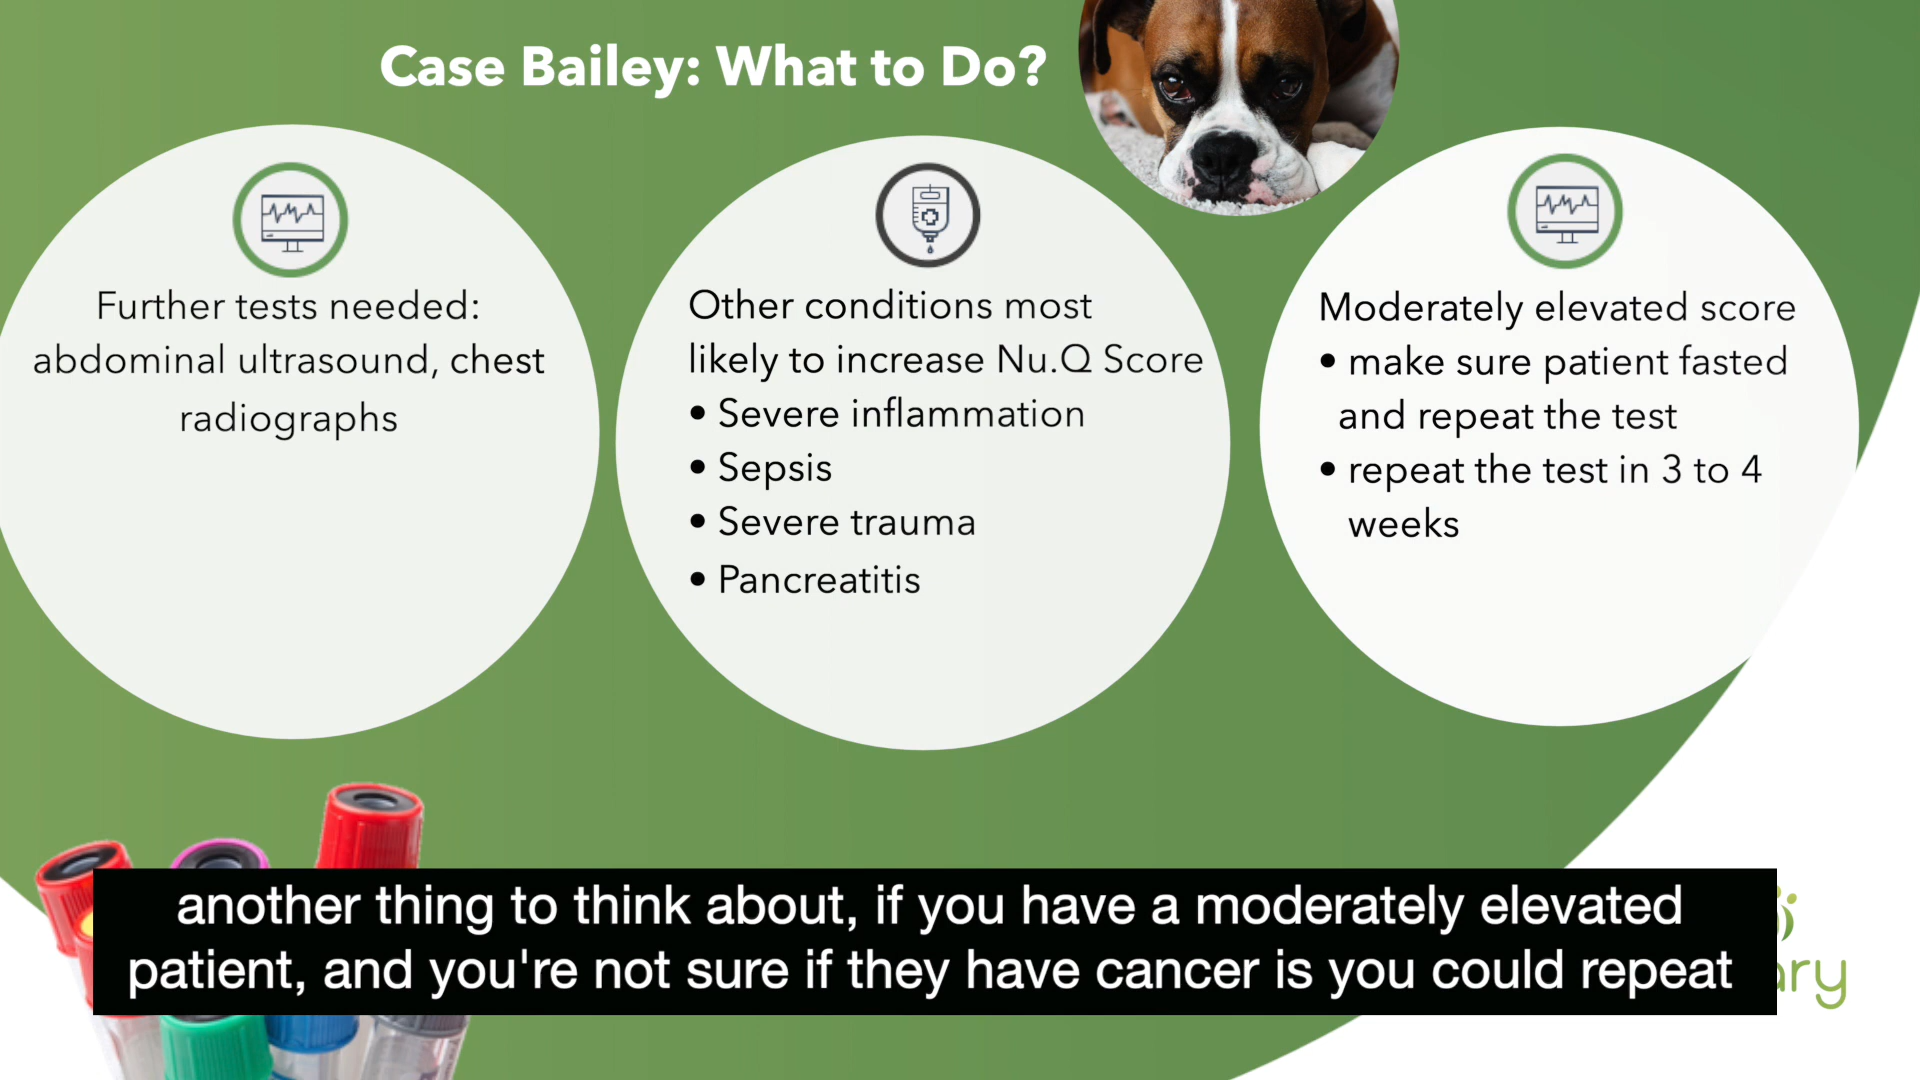 Case Bailey: What to Do?
Further tests needed:
abdominal ultrasound, chest
radiographs
Other conditions most
likely to increase Nu.Q Score
• Severe inflammation
• Sepsis
• Severe trauma
• Pancreatitis
Moderately elevated score
• make sure patient fasted
and repeat the test
• repeat the test in 3 to 4
weeks
another thing to think about, if you have a moderately elevated
patient, and you're not sure if they have cancer is you could repeat